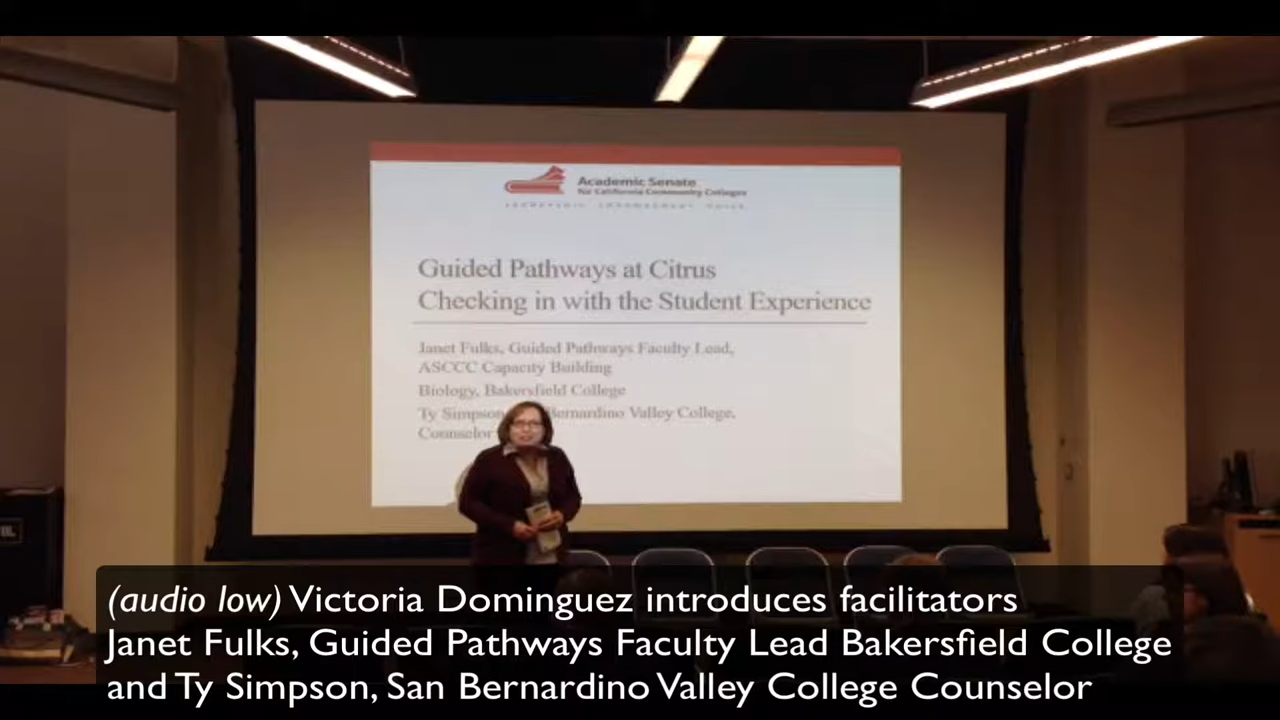 Academic Senate
for California Community Colleges
Guided Pathways at Citrus
Checking in with the Student Experience
Janet Fulks, Guided Pathways Faculty Lead,
ASCCC Capacity Building
Biology, Bakersfield College
Ty Simpson Bernardino Valley College,
Counselor
(audio low) Victoria Dominguez introduces facilitators
Janet Fulks, Guided Pathways Faculty Lead Bakersfield College
and Ty Simpson, San Bernardino Valley College Counselor